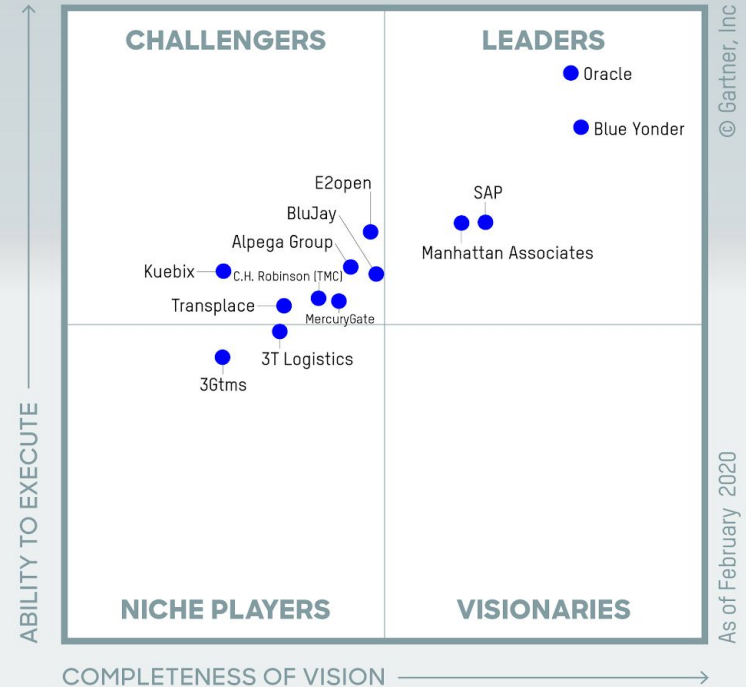 CHALLENGERS
LEADERS
Oracle
Blue Yonder
E2open
SAP
BluJay
Alpega Group
Manhattan Associates
Kuebix
C.H. Robinson (TMC)
Transplace
MercuryGate
3T Logistics
3Gtms
NICHE PLAYERS
VISIONARIES
ABILITY TO EXECUTE
COMPLETENESS OF VISION
As of February 2020
© Gartner, Inc